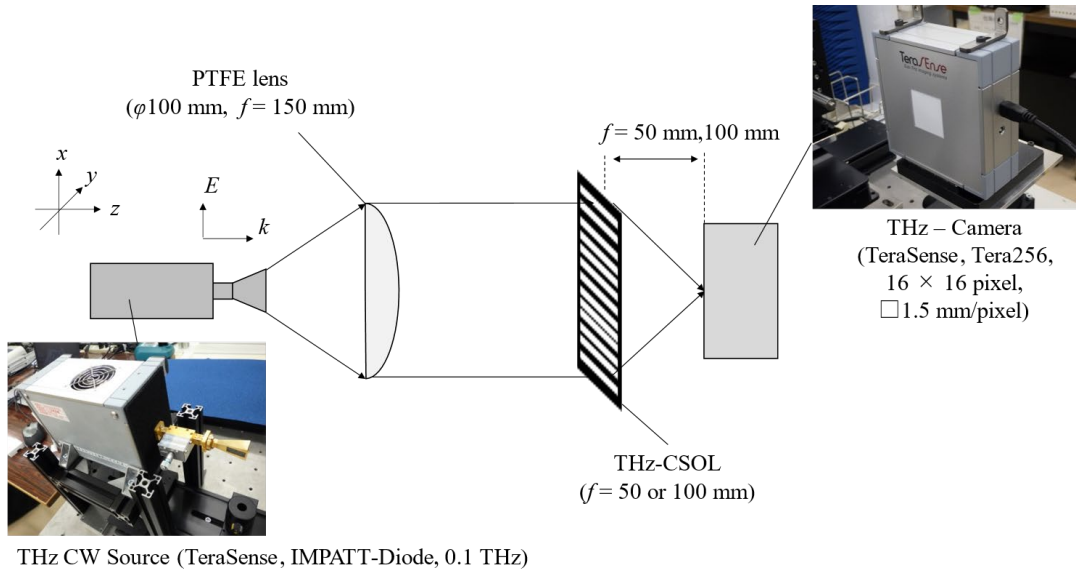 PTFE lens
(φ100 mm, f = 150 mm)
f = 50 mm,100 mm
x
y
z
E
k
TeraSense
THz – Camera
(TeraSense, Tera256,
16 × 16 pixel,
□1.5 mm/pixel)
THz-CSOL
(f = 50 or 100 mm)
THz CW Source (TeraSense, IMPATT-Diode, 0.1 THz)